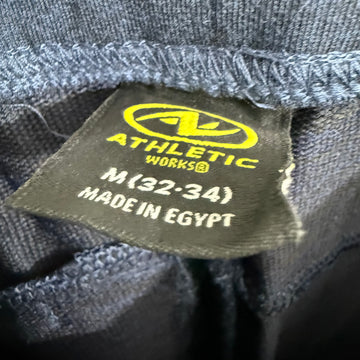 ATHLETIC
WORKS®
M (32-34)
MADE IN EGYPT